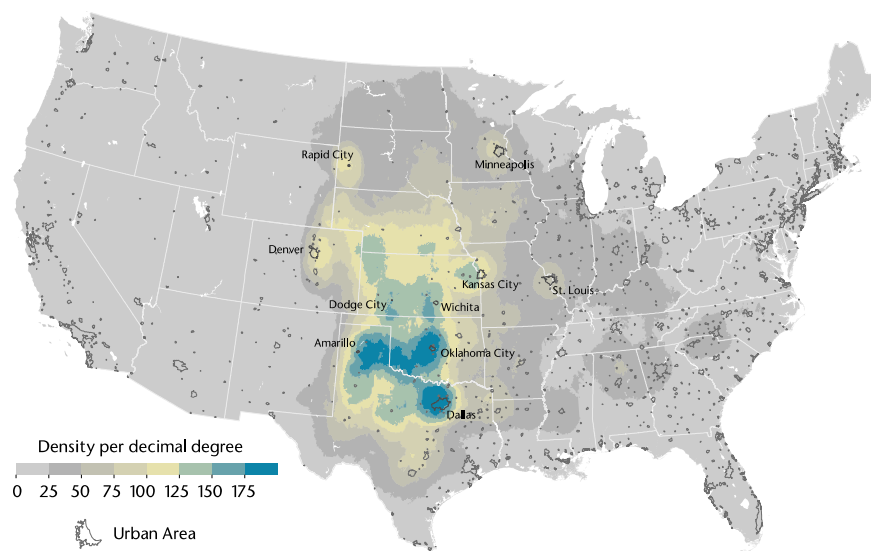 Rapid City
Minneapolis
Denver
Kansas City
St. Louis
Dodge City
Wichita
Amarillo
Oklahoma City
Dallas
Density per decimal degree
0 25 50 75 100 125 150 175
Urban Area